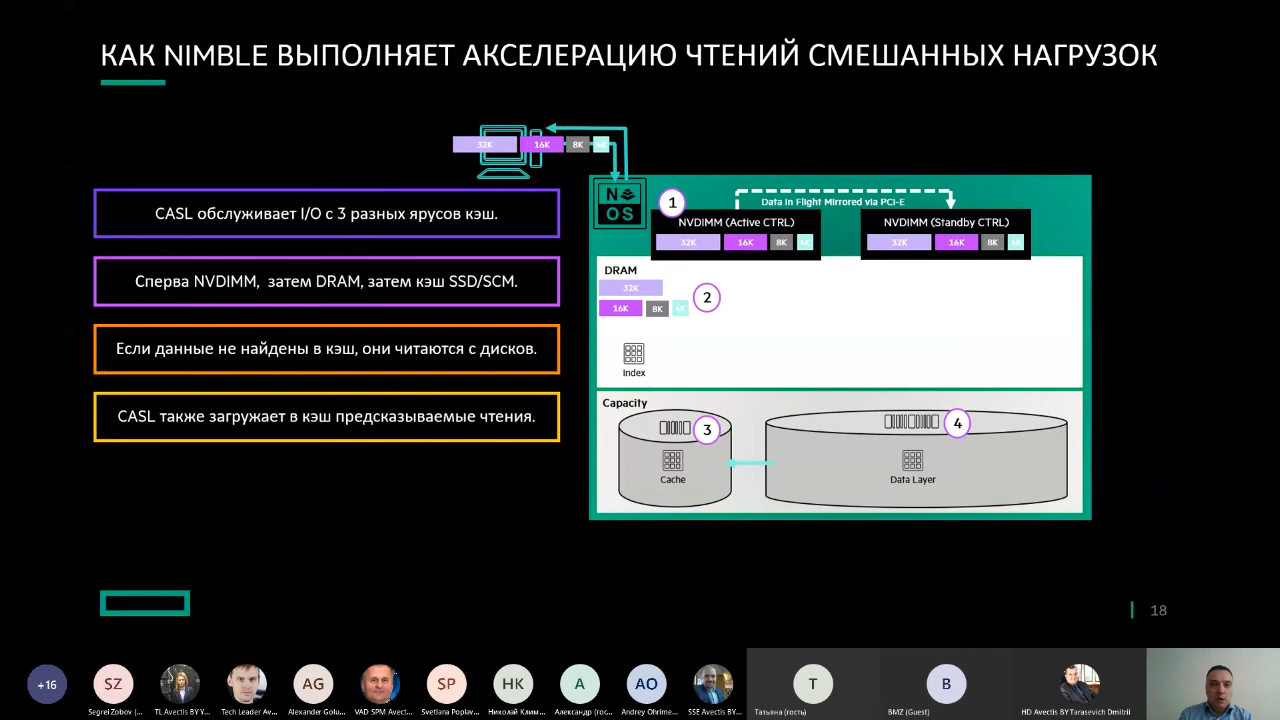 КАК NIMBLE ВЫПОЛНЯЕТ АКСЕЛЕРАЦИЮ ЧТЕНИЙ СМЕШАННЫХ НАГРУЗОК
32K 16K 8K 4K
CASL обслуживает I/O с 3 разных ярусов кэш.
Сперва NVDIMM, затем DRAM, затем кэш SSD/SCM.
Если данные не найдены в кэш, они читаются с дисков.
CASL также загружает в кэш предсказываемые чтения.
N
OS
1
Data in Flight Mirrored via PCI-E
NVDIMM (Active CTRL)
32K 16K 8K 4K
NVDIMM (Standby CTRL)
32K 16K 8K 4K
DRAM
32K
16K 8K 4K
2
Index
Capacity
3
Cache
4
Data Layer
18
+16
SZ
AG
SP
НК
А
AO
Т
B
Segrei Zobov (...
TL Avectis BY Y...
Tech Leader Av...
Alexander Golu...
VAD SPM Avect...
Svetlara Poplav...
Николай Клим...
Александр (гос...
Andrey Ohrime...
SSE Avectis BY...
Татьяна (гость)
BMZ (Guest)
HD Avectis BY Tarasevich Dmitrii